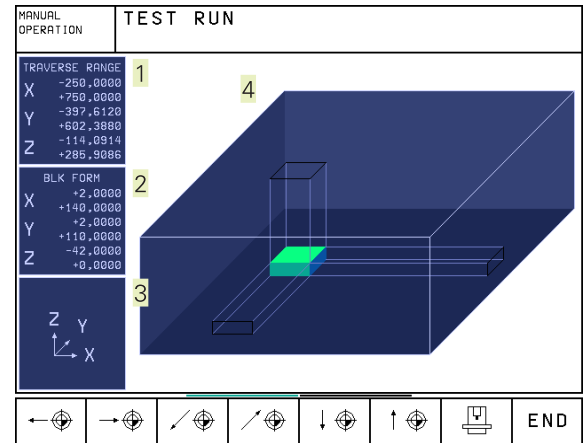 MANUAL
OPERATION
TEST RUN
TRAVERSE RANGE
X -250,0000
+750,0000
Y -397,6120
+602,3880
Z -114,0914
+285,9086
1
BLK FORM
X +2,0000
+140,0000
Y +2,0000
+110,0000
Z -42,0000
+0,0000
2
3
4
Z Y
X
END